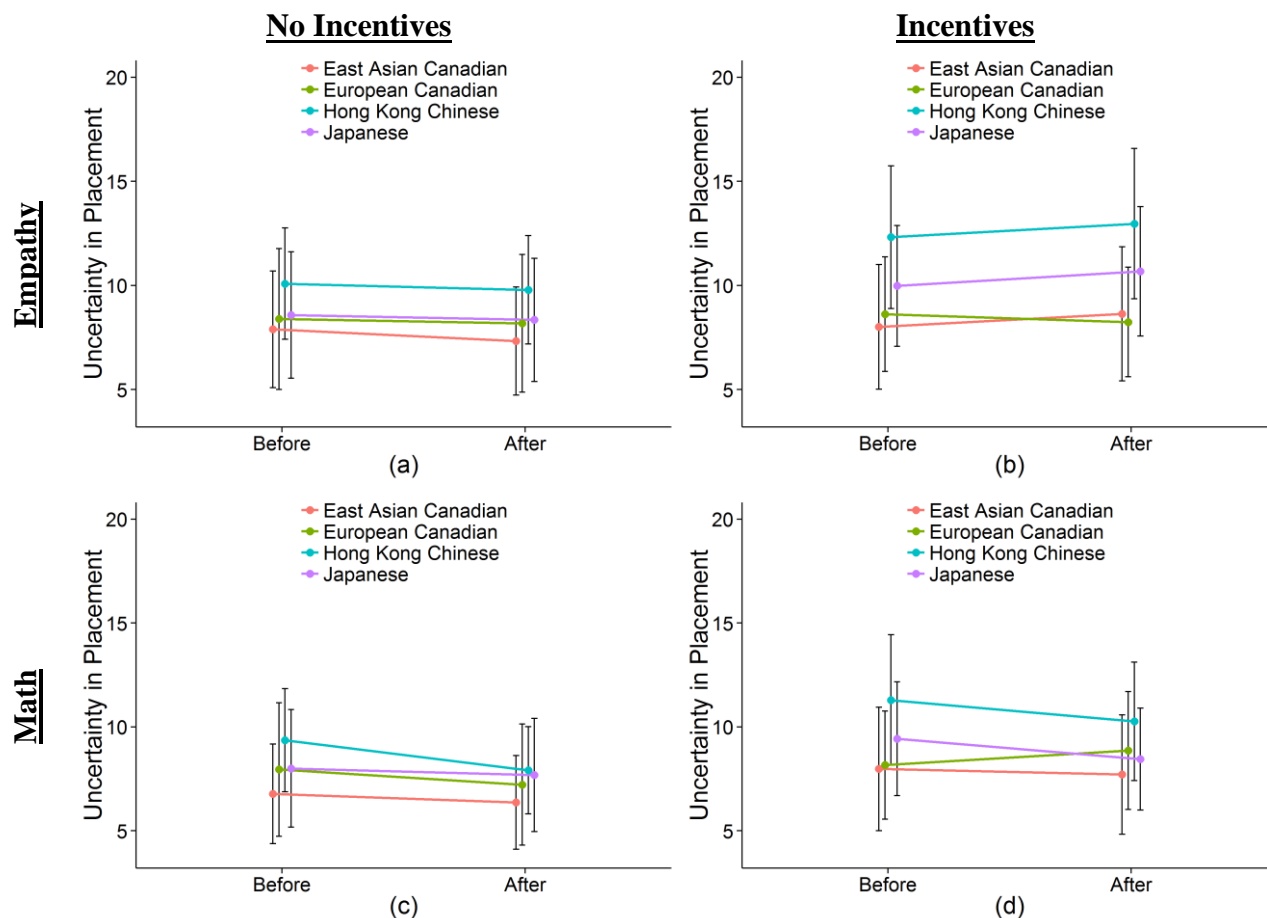 No Incentives
Incentives
Empathy
Uncertainty in Placement
20
15
10
5
East Asian Canadian
European Canadian
Hong Kong Chinese
Japanese
Before
After
(a)
Uncertainty in Placement
20
15
10
5
East Asian Canadian
European Canadian
Hong Kong Chinese
Japanese
Before
After
(b)
Math
Uncertainty in Placement
20
15
10
5
East Asian Canadian
European Canadian
Hong Kong Chinese
Japanese
Before
After
(c)
Uncertainty in Placement
20
15
10
5
East Asian Canadian
European Canadian
Hong Kong Chinese
Japanese
Before
After
(d)